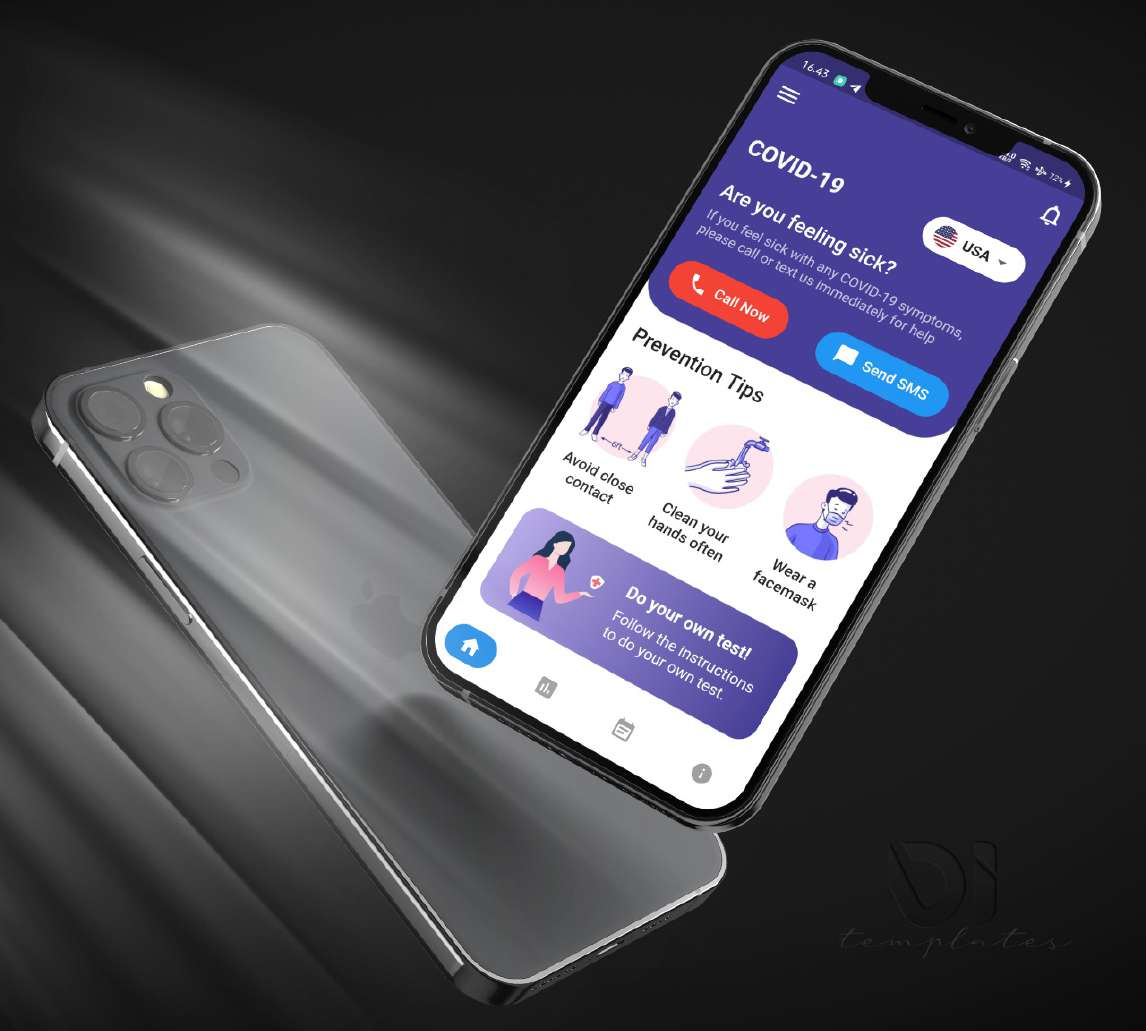 16.43
12%
COVID-19
USA
Are you feeling sick?
If you feel sick with any COVID-19 symptoms,
please call or text us immediately for help
Call Now
Send SMS
Prevention Tips
6ft
Avoid close
contact
Clean your
hands often
Wear a
facemask
Do your own test!
Follow the instructions
to do your own test.
DI
templates